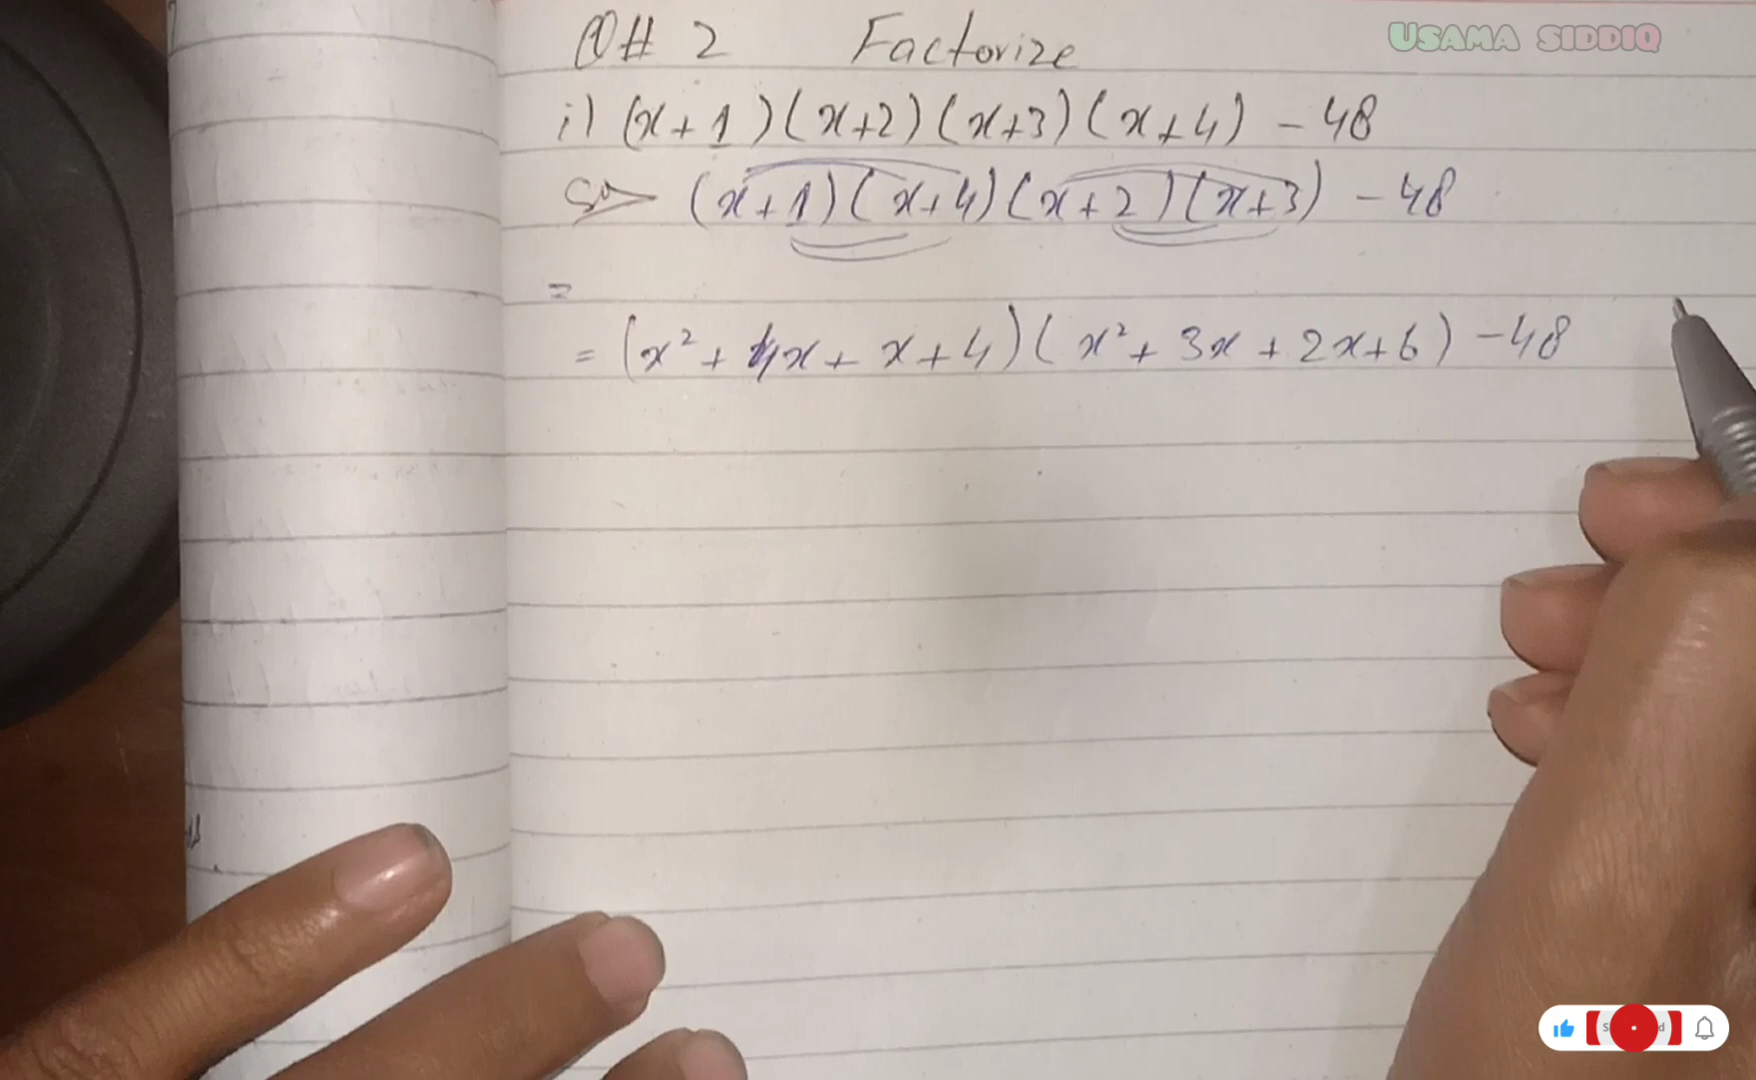 Q# 2 Factorize
USAMA SIDDIQ
i) (x+1)(x+2)(x+3)(x+4) - 48
Sol (x+1)(x+4)(x+2)(x+3) - 48
=
= (x² + 4x + x + 4)(x² + 3x + 2x + 6) - 48